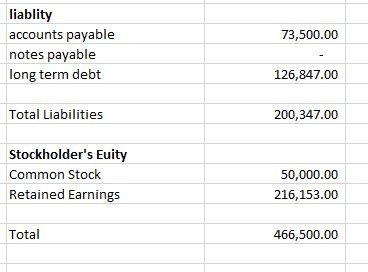 liablity
accounts payable 73,500.00
notes payable -
long term debt 126,847.00
Total Liabilities 200,347.00
Stockholder's Euity
Common Stock 50,000.00
Retained Earnings 216,153.00
Total 466,500.00